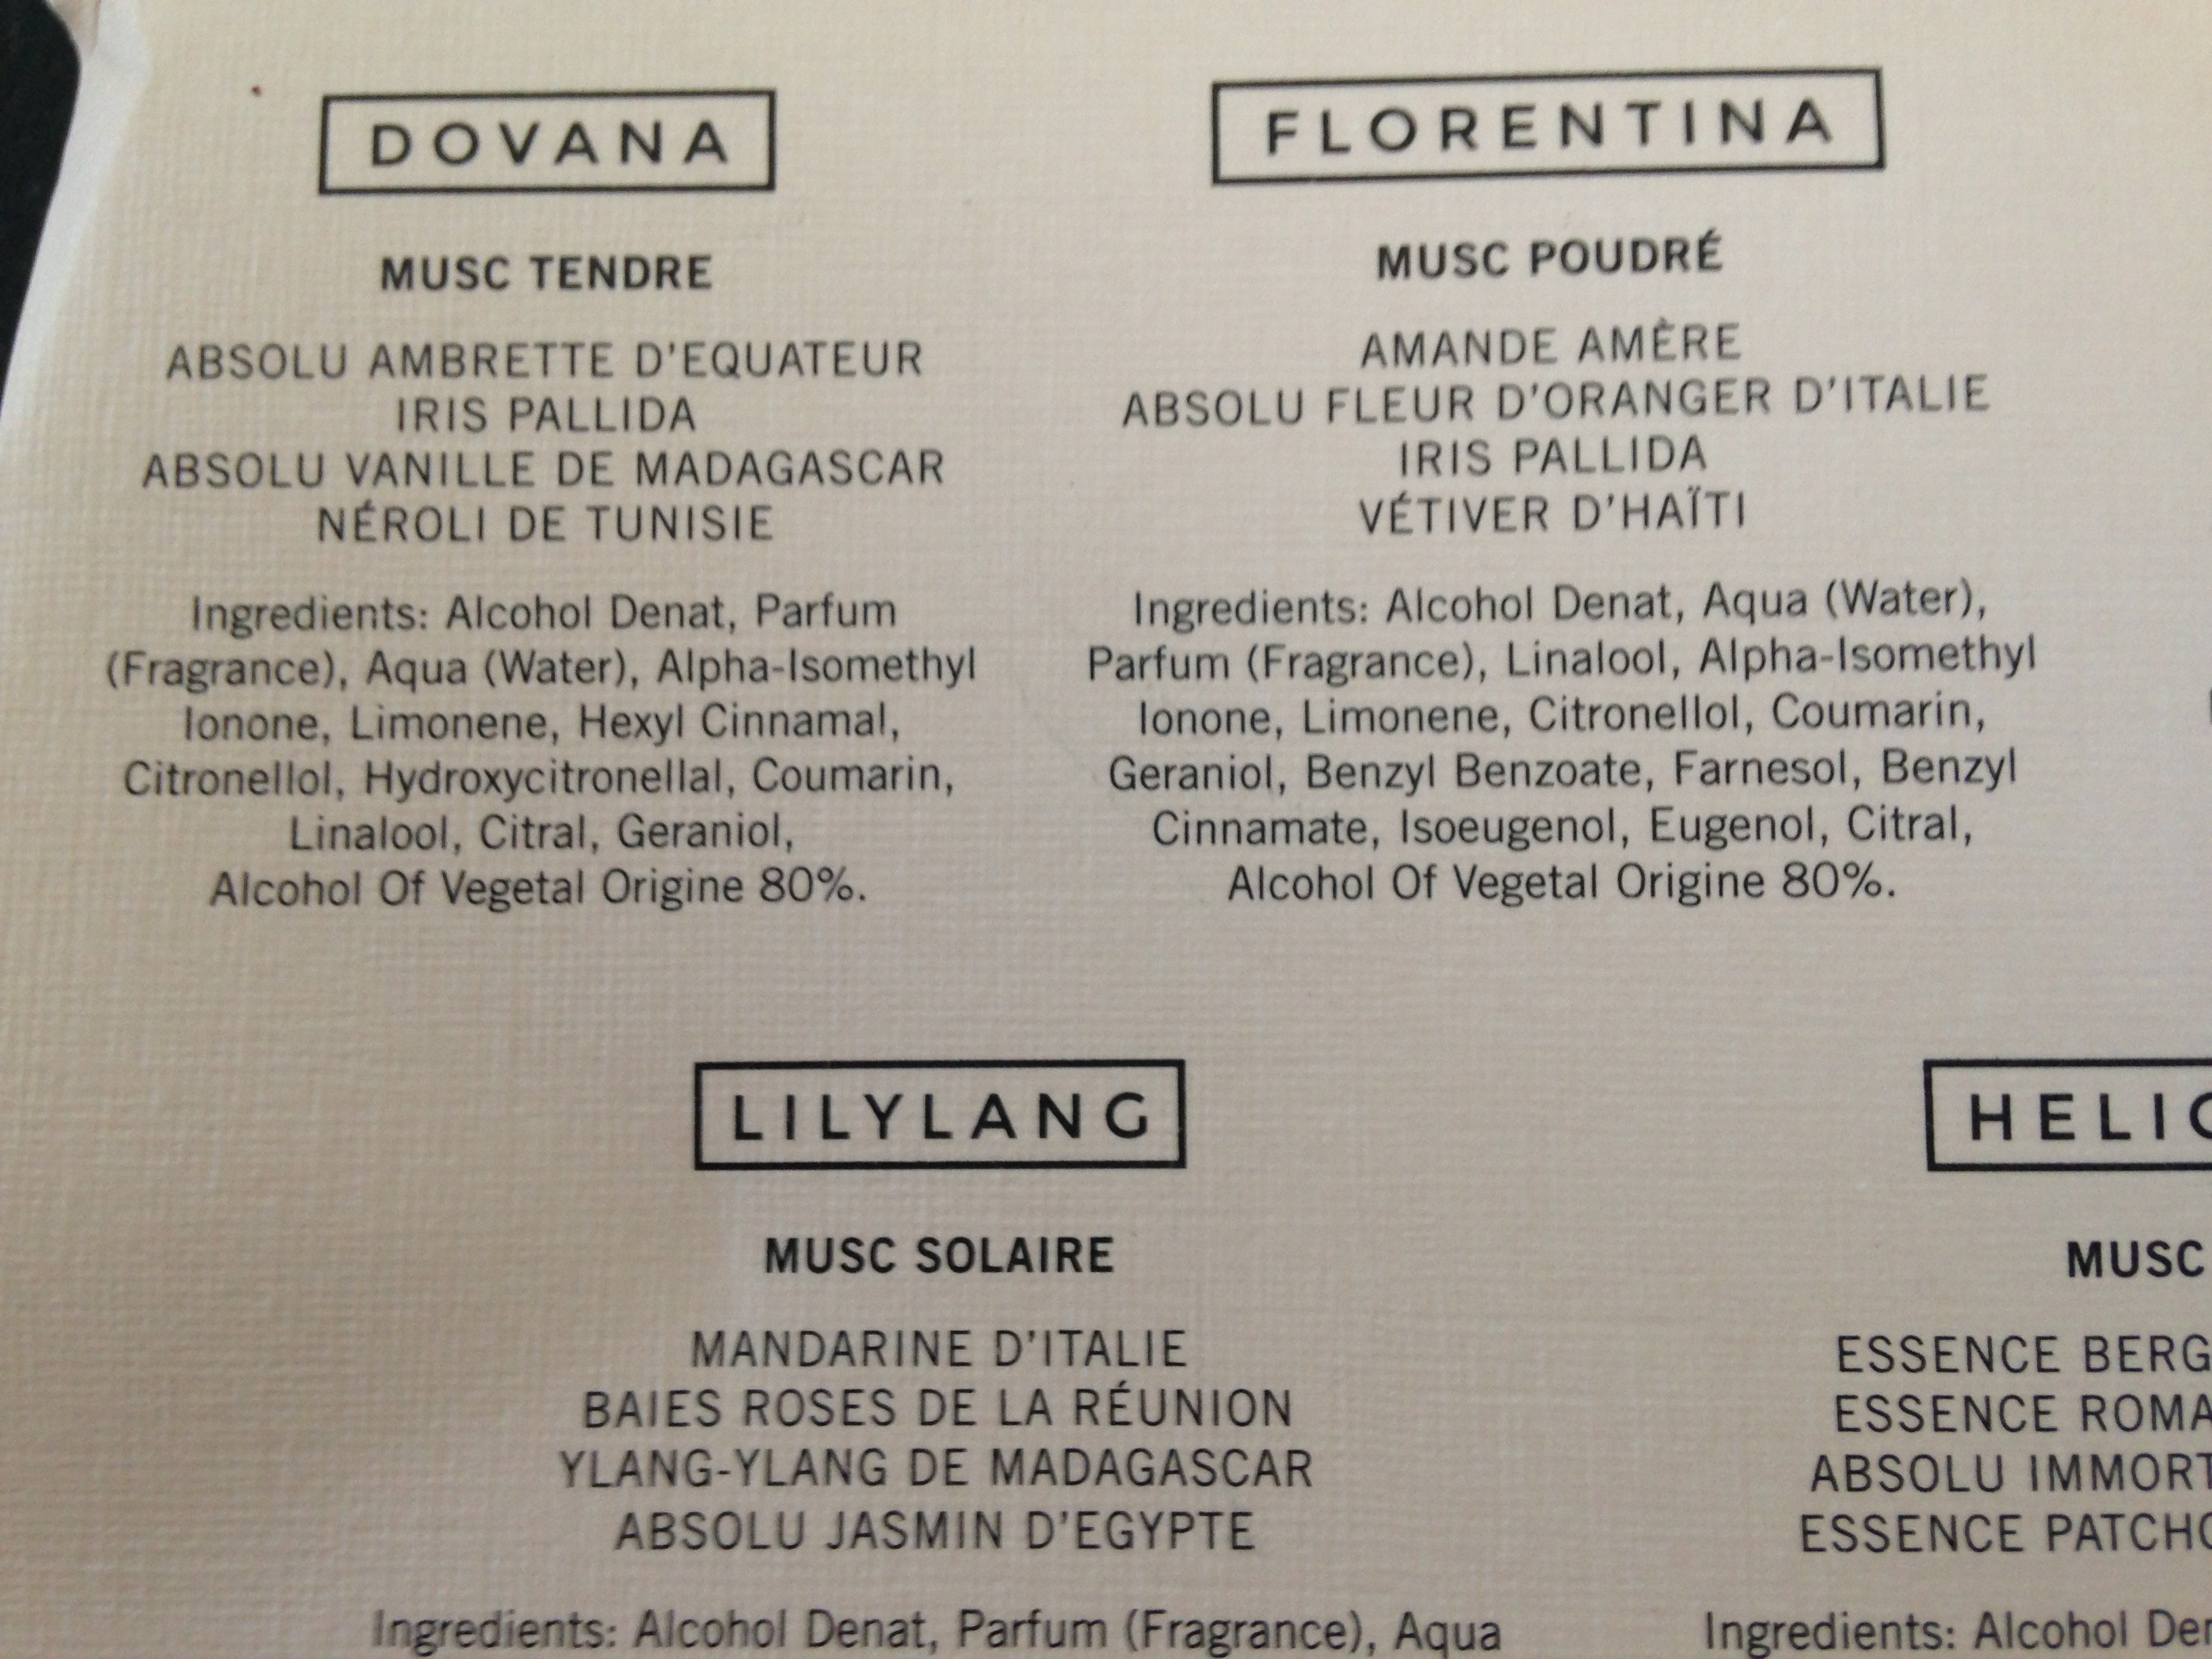 DOVANA
MUSC TENDRE
ABSOLU AMBRETTE D'EQUATEUR
IRIS PALLIDA
ABSOLU VANILLE DE MADAGASCAR
NÉROLI DE TUNISIE
Ingredients: Alcohol Denat, Parfum
(Fragrance), Aqua (Water), Alpha-Isomethyl
Ionone, Limonene, Hexyl Cinnamal,
Citronellol, Hydroxycitronellal, Coumarin,
Linalool, Citral, Geraniol,
Alcohol Of Vegetal Origine 80%.
FLORENTINA
MUSC POUDRÉ
AMANDE AMÈRE
ABSOLU FLEUR D'ORANGER D'ITALIE
IRIS PALLIDA
VÉTIVER D'HAÏTI
Ingredients: Alcohol Denat, Aqua (Water),
Parfum (Fragrance), Linalool, Alpha-Isomethyl
Ionone, Limonene, Citronellol, Coumarin,
Geraniol, Benzyl Benzoate, Farnesol, Benzyl
Cinnamate, Isoeugenol, Eugenol, Citral,
Alcohol Of Vegetal Origine 80%.
LILYLANG
MUSC SOLAIRE
MANDARINE D'ITALIE
BAIES ROSES DE LA RÉUNION
YLANG-YLANG DE MADAGASCAR
ABSOLU JASMIN D'EGYPTE
Ingredients: Alcohol Denat, Parfum (Fragrance), Aqua
HELI
MUSC
ESSENCE BERG
ESSENCE ROMA
ABSOLU IMMORT
ESSENCE PATCHO
Ingredients: Alcohol Den